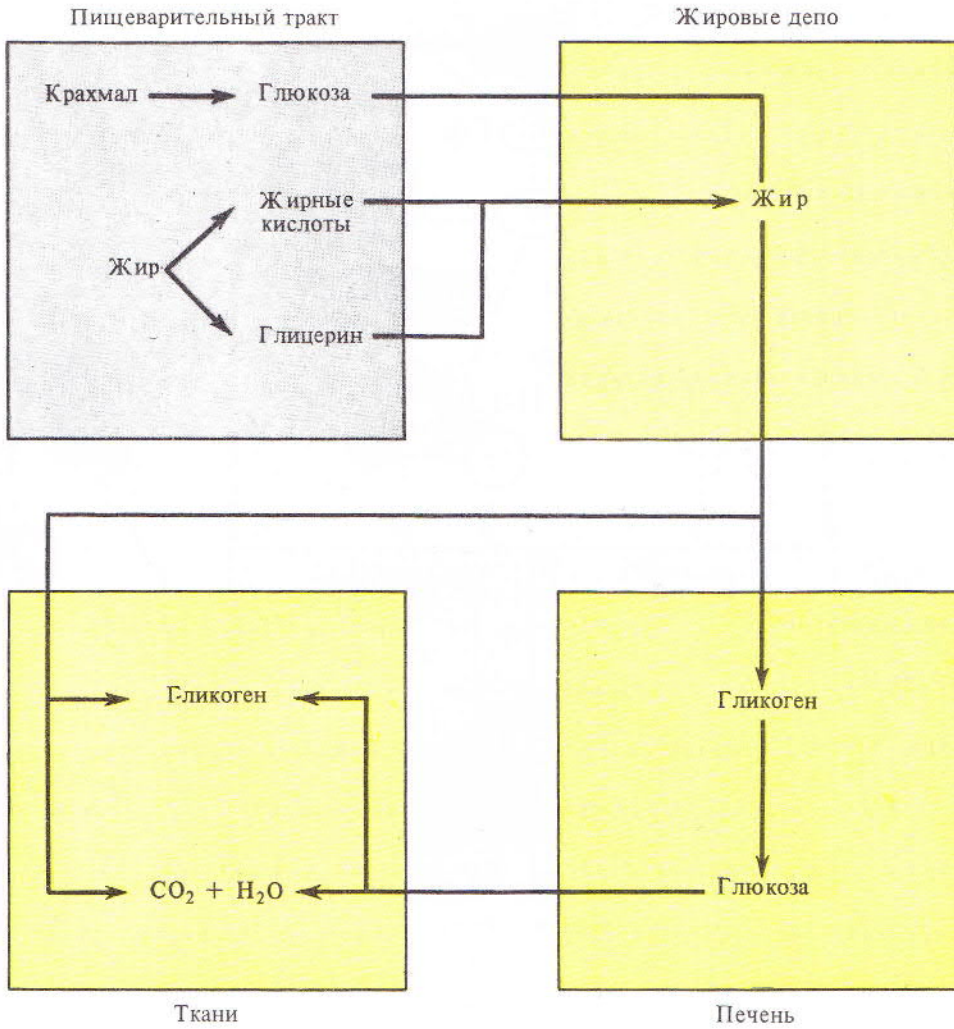 Пищеварительный тракт
Жировые депо
Крахмал
Глюкоза
Жирные
кислоты
Жир
Глицерин
Жир
Гликоген
CO₂ + H₂O
Гликоген
Глюкоза
Ткани
Печень